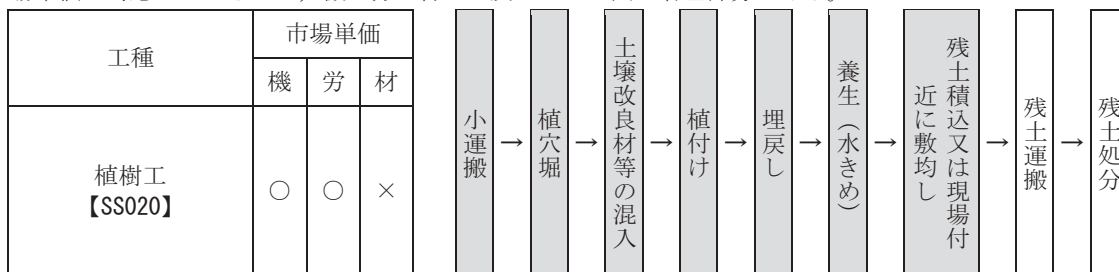 工種
市場単価
機 労 材
植樹工
【SS020】
○ ○ ×
小運搬
→
植穴堀
→
土壌改良材等の混入
→
植付け
→
埋戻し
→
養生(水きめ)
→
残土積込又は現場付
近に敷均し
→
残土運搬
→
残土処分